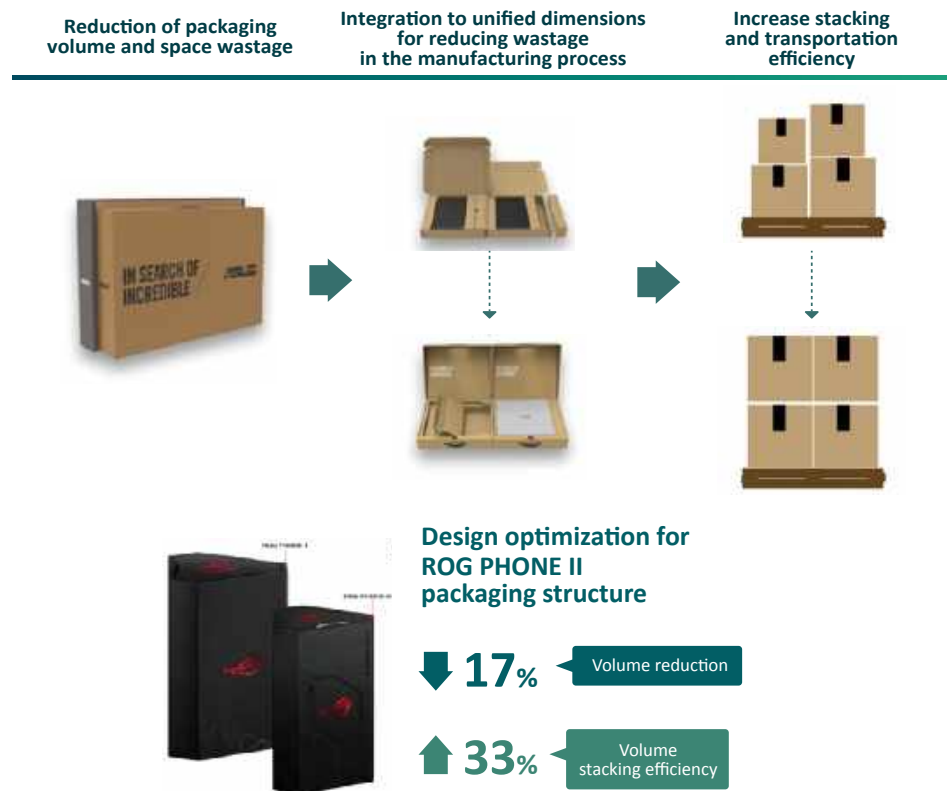 Reduction of packaging
volume and space wastage
Integration to unified dimensions
for reducing wastage
in the manufacturing process
Increase stacking
and transportation
efficiency
IN SEARCH OF
INCREDIBLE
Design optimization for
ROG PHONE II
packaging structure
17%
Volume reduction
33%
Volume
stacking efficiency